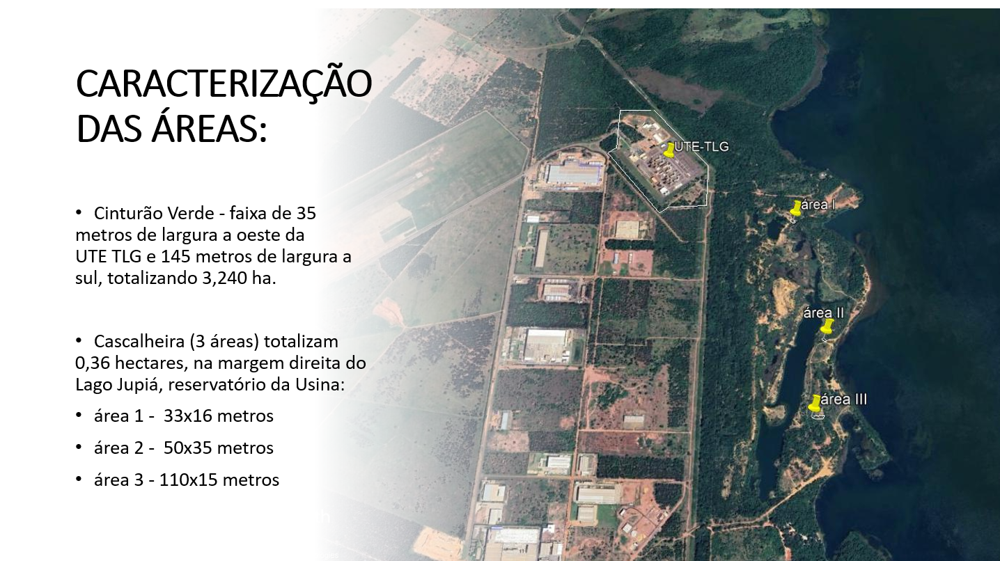 CARACTERIZAÇÃO
DAS ÁREAS:
• Cinturão Verde - faixa de 35
metros de largura a oeste da
UTE TLG e 145 metros de largura a
sul, totalizando 3,240 ha.
• Cascalheira (3 áreas) totalizam
0,36 hectares, na margem direita do
Lago Jupiá, reservatório da Usina:
• área 1 - 33x16 metros
• área 2 - 50x35 metros
• área 3 - 110x15 metros
UTE-TLG
área I
área II
área III